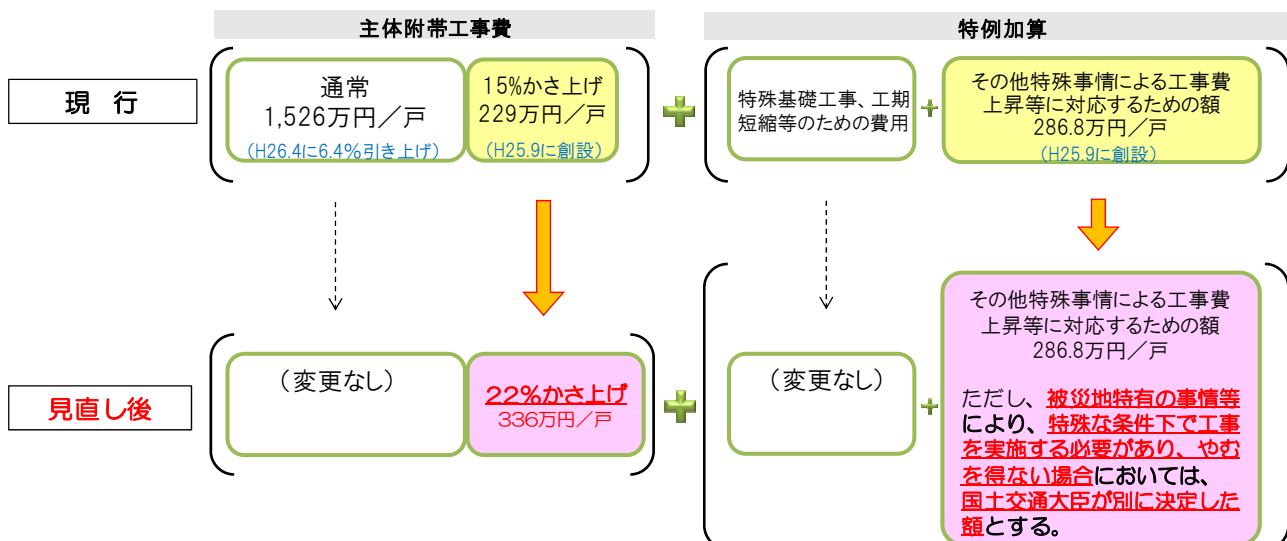 主体附帯工事費
特例加算
現　行
通常
1,526万円／戸
（H26.4に6.4%引き上げ）
15%かさ上げ
229万円／戸
（H25.9に創設）
特殊基礎工事、工期
短縮等のための費用
その他特殊事情による工事費
上昇等に対応するための額
286.8万円／戸
（H25.9に創設）
見直し後
（変更なし）
22%かさ上げ
336万円／戸
（変更なし）
その他特殊事情による工事費
上昇等に対応するための額
286.8万円／戸
ただし、被災地特有の事情等
により、特殊な条件下で工事
を実施する必要があり、やむ
を得ない場合においては、
国土交通大臣が別に決定した
額とする。